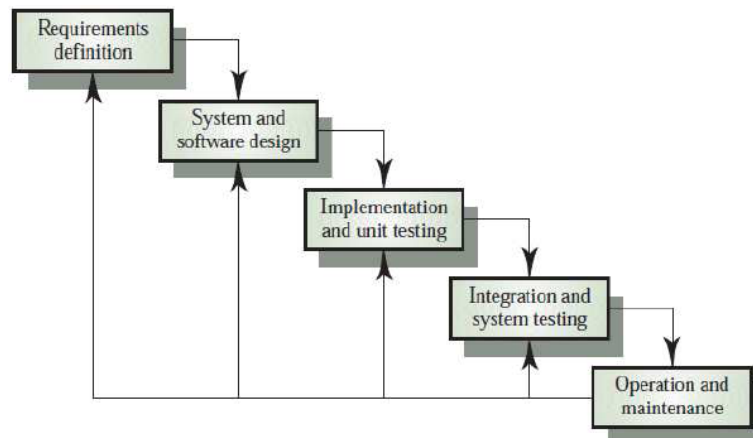 Requirements
definition
System and
software design
Implementation
and unit testing
Integration and
system testing
Operation and
maintenance